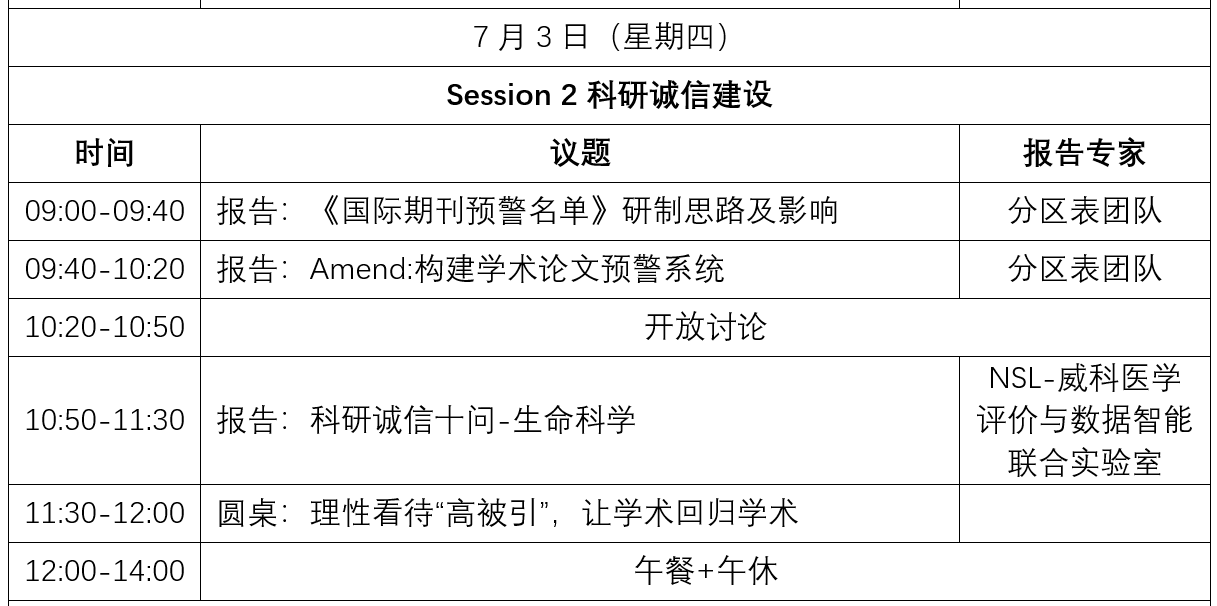 7 月 3 日（星期四）
Session 2 科研诚信建设
时间 议题 报告专家
09:00-09:40 报告：《国际期刊预警名单》研制思路及影响 分区表团队
09:40-10:20 报告：Amend:构建学术论文预警系统 分区表团队
10:20-10:50 开放讨论
10:50-11:30 报告：科研诚信十问-生命科学 NSL-威科医学
评价与数据智能
联合实验室
11:30-12:00 圆桌：理性看待“高被引”，让学术回归学术
12:00-14:00 午餐+午休